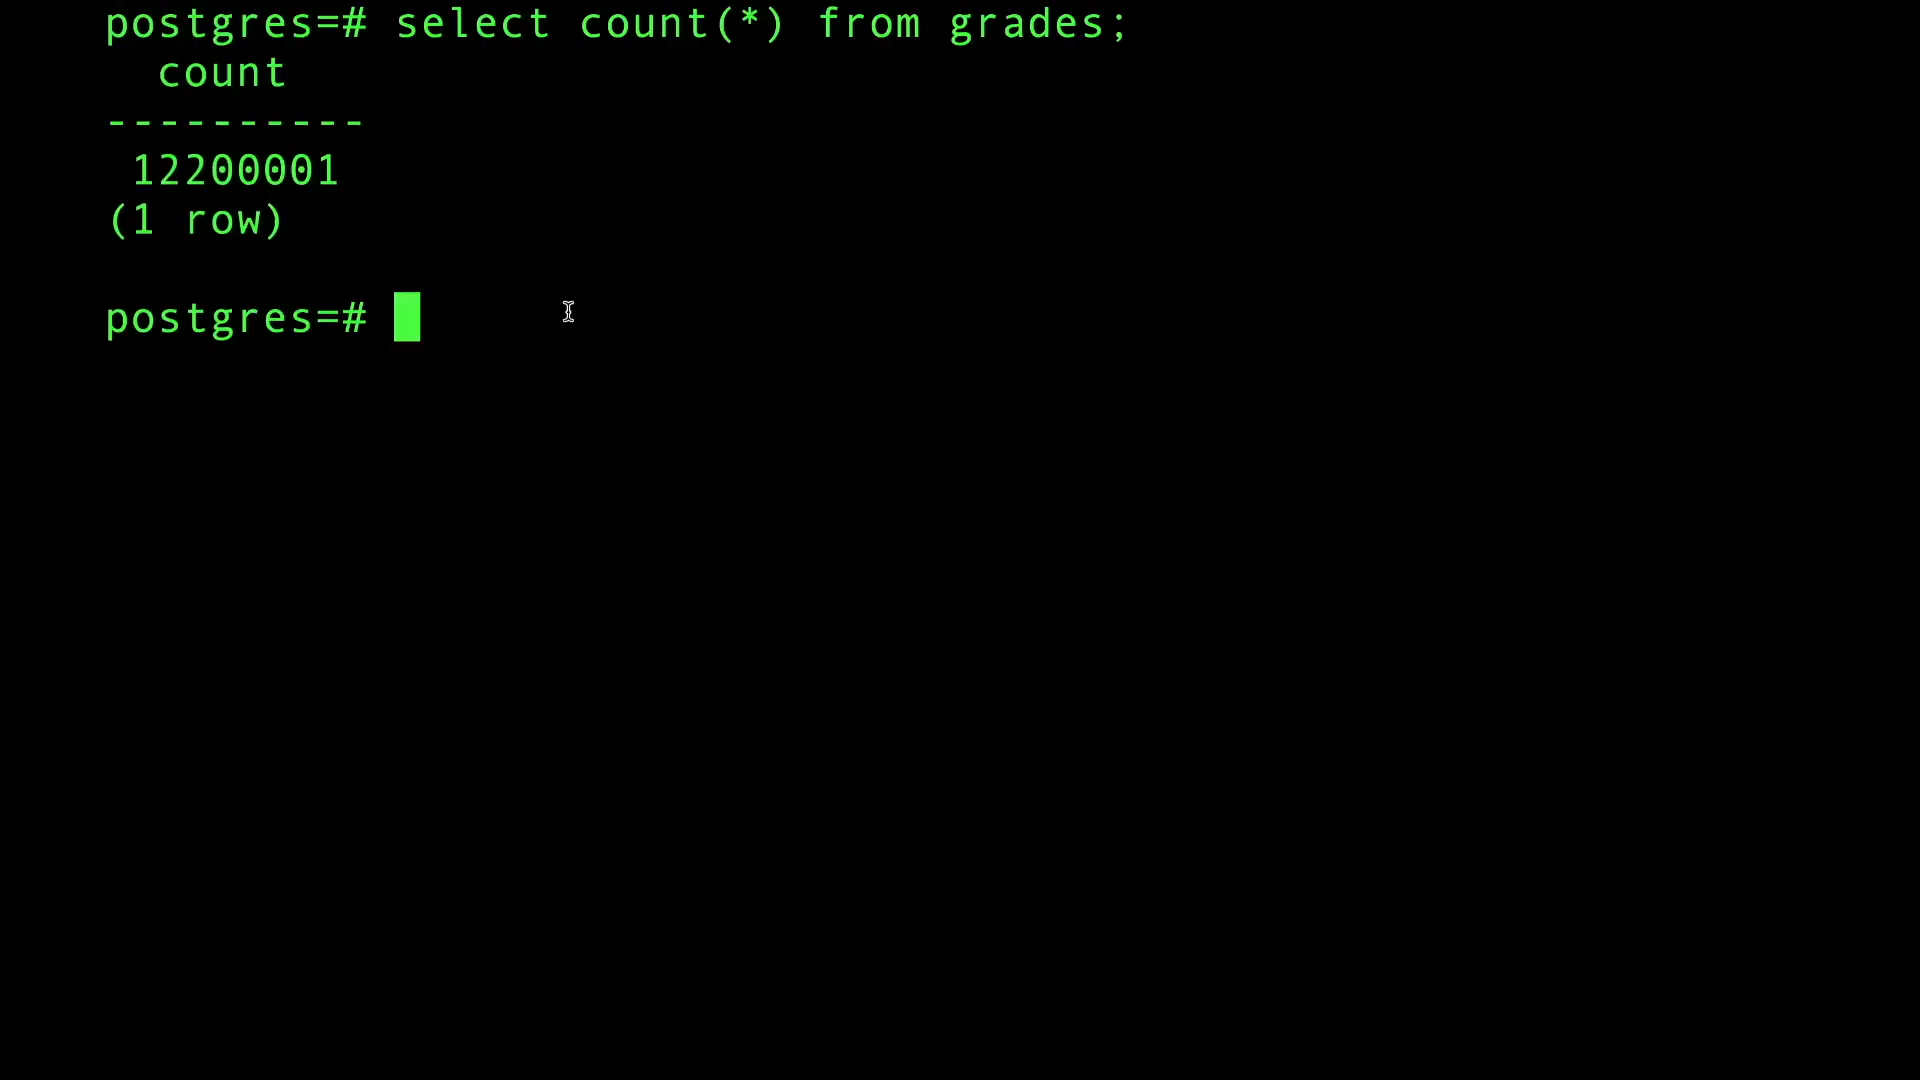 postgres=# select count(*) from grades;
count
----------
12200001
(1 row)
postgres=#